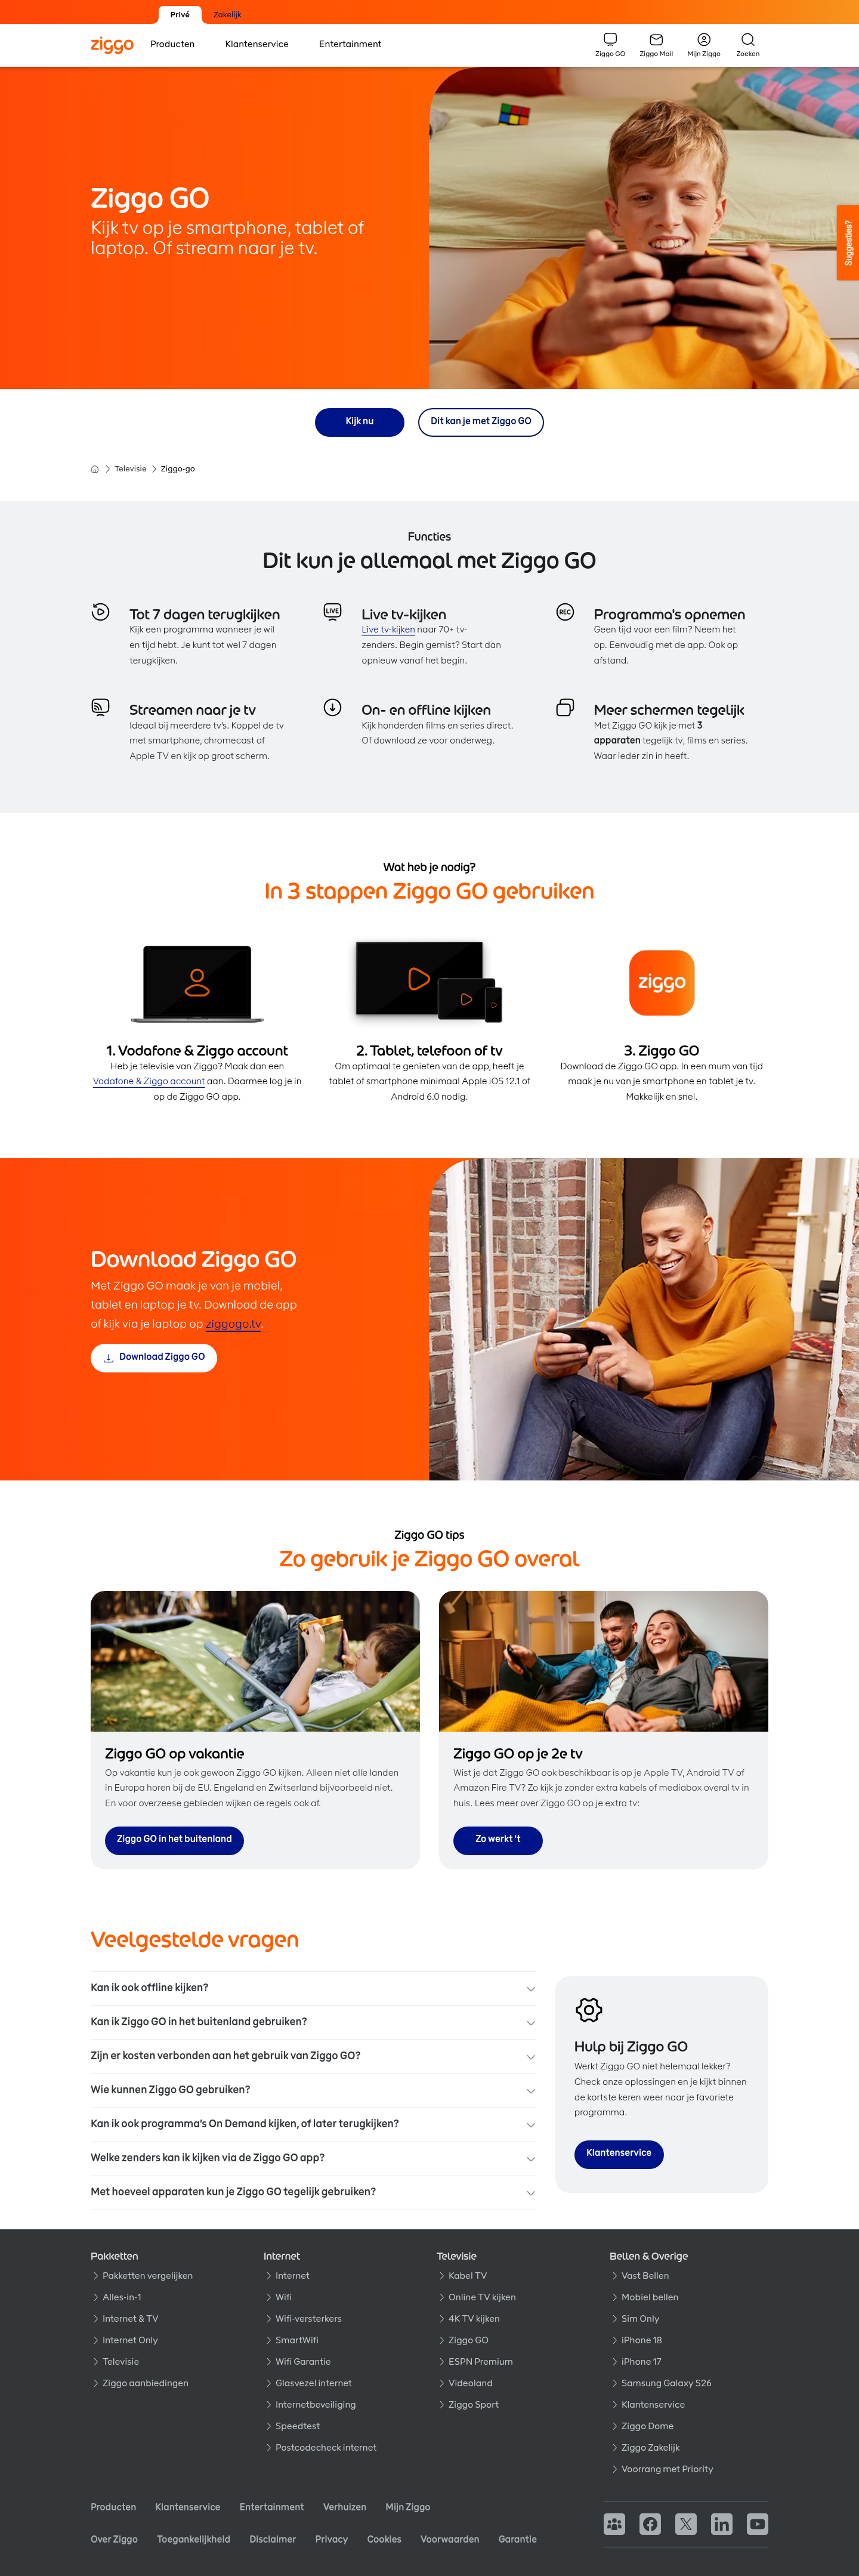 Privé
Zakelijk
ziggo
Producten
Klantenservice
Entertainment
Ziggo GO
Ziggo Mail
Mijn Ziggo
Zoeken
Ziggo GO
Kijk tv op je smartphone, tablet of
laptop. Of stream naar je tv.
Suggesties?
Kijk nu
Dit kan je met Ziggo GO
Televisie
Ziggo-go
Functies
Dit kun je allemaal met Ziggo GO
Tot 7 dagen terugkijken
Kijk een programma wanneer je wil
en tijd hebt. Je kunt tot wel 7 dagen
terugkijken.
LIVE
Live tv-kijken
Live tv-kijken naar 70+ tv-
zenders. Begin gemist? Start dan
opnieuw vanaf het begin.
REC
Programma's opnemen
Geen tijd voor een film? Neem het
op. Eenvoudig met de app. Ook op
afstand.
Streamen naar je tv
Ideaal bij meerdere tv's. Koppel de tv
met smartphone, chromecast of
Apple TV en kijk op groot scherm.
On- en offline kijken
Kijk honderden films en series direct.
Of download ze voor onderweg.
Meer schermen tegelijk
Met Ziggo GO kijk je met 3
apparaten tegelijk tv, films en series.
Waar ieder zin in heeft.
Wat heb je nodig?
In 3 stappen Ziggo GO gebruiken
1. Vodafone & Ziggo account
Heb je televisie van Ziggo? Maak dan een
Vodafone & Ziggo account aan. Daarmee log je in
op de Ziggo GO app.
2. Tablet, telefoon of tv
Om optimaal te genieten van de app, heeft je
tablet of smartphone minimaal Apple iOS 12.1 of
Android 6.0 nodig.
ziggo
3. Ziggo GO
Download de Ziggo GO app. In een mum van tijd
maak je nu van je smartphone en tablet je tv.
Makkelijk en snel.
Download Ziggo GO
Met Ziggo GO maak je van je mobiel,
tablet en laptop je tv. Download de app
of kijk via je laptop op ziggogo.tv.
Download Ziggo GO
Ziggo GO tips
Zo gebruik je Ziggo GO overal
Ziggo GO op vakantie
Op vakantie kun je ook gewoon Ziggo GO kijken. Alleen niet alle landen
in Europa horen bij de EU. Engeland en Zwitserland bijvoorbeeld niet.
En voor overzeese gebieden wijken de regels ook af.
Ziggo GO in het buitenland
Ziggo GO op je 2e tv
Wist je dat Ziggo GO ook beschikbaar is op je Apple TV, Android TV of
Amazon Fire TV? Zo kijk je zonder extra kabels of mediabox overal tv in
huis. Lees meer over Ziggo GO op je extra tv:
Zo werkt 't
Veelgestelde vragen
Kan ik ook offline kijken?
Kan ik Ziggo GO in het buitenland gebruiken?
Zijn er kosten verbonden aan het gebruik van Ziggo GO?
Wie kunnen Ziggo GO gebruiken?
Kan ik ook programma's On Demand kijken, of later terugkijken?
Welke zenders kan ik kijken via de Ziggo GO app?
Met hoeveel apparaten kun je Ziggo GO tegelijk gebruiken?
Hulp bij Ziggo GO
Werkt Ziggo GO niet helemaal lekker?
Check onze oplossingen en je kijkt binnen
de kortste keren weer naar je favoriete
programma.
Klantenservice
Pakketten
Pakketten vergelijken
Alles-in-1
Internet & TV
Internet Only
Televisie
Ziggo aanbiedingen
Internet
Internet
Wifi
Wifi-versterkers
SmartWifi
Wifi Garantie
Glasvezel internet
Internetbeveiliging
Speedtest
Postcodecheck internet
Televisie
Kabel TV
Online TV kijken
4K TV kijken
Ziggo GO
ESPN Premium
Videoland
Ziggo Sport
Bellen & Overige
Vast Bellen
Mobiel bellen
Sim Only
iPhone 18
iPhone 17
Samsung Galaxy S26
Klantenservice
Ziggo Dome
Ziggo Zakelijk
Voorrang met Priority
Producten
Klantenservice
Entertainment
Verhuizen
Mijn Ziggo
Over Ziggo
Toegankelijkheid
Disclaimer
Privacy
Cookies
Voorwaarden
Garantie